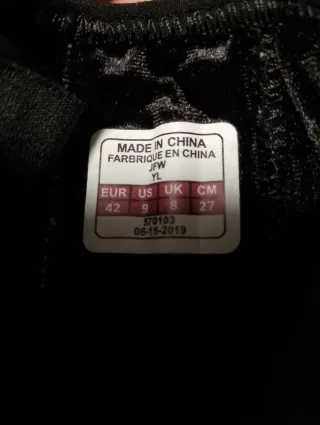 MADE IN CHINA
FARBRIQUE EN CHINA
JFW
YL
EUR US UK CM
42 9 8 27
570103
06-15-2019